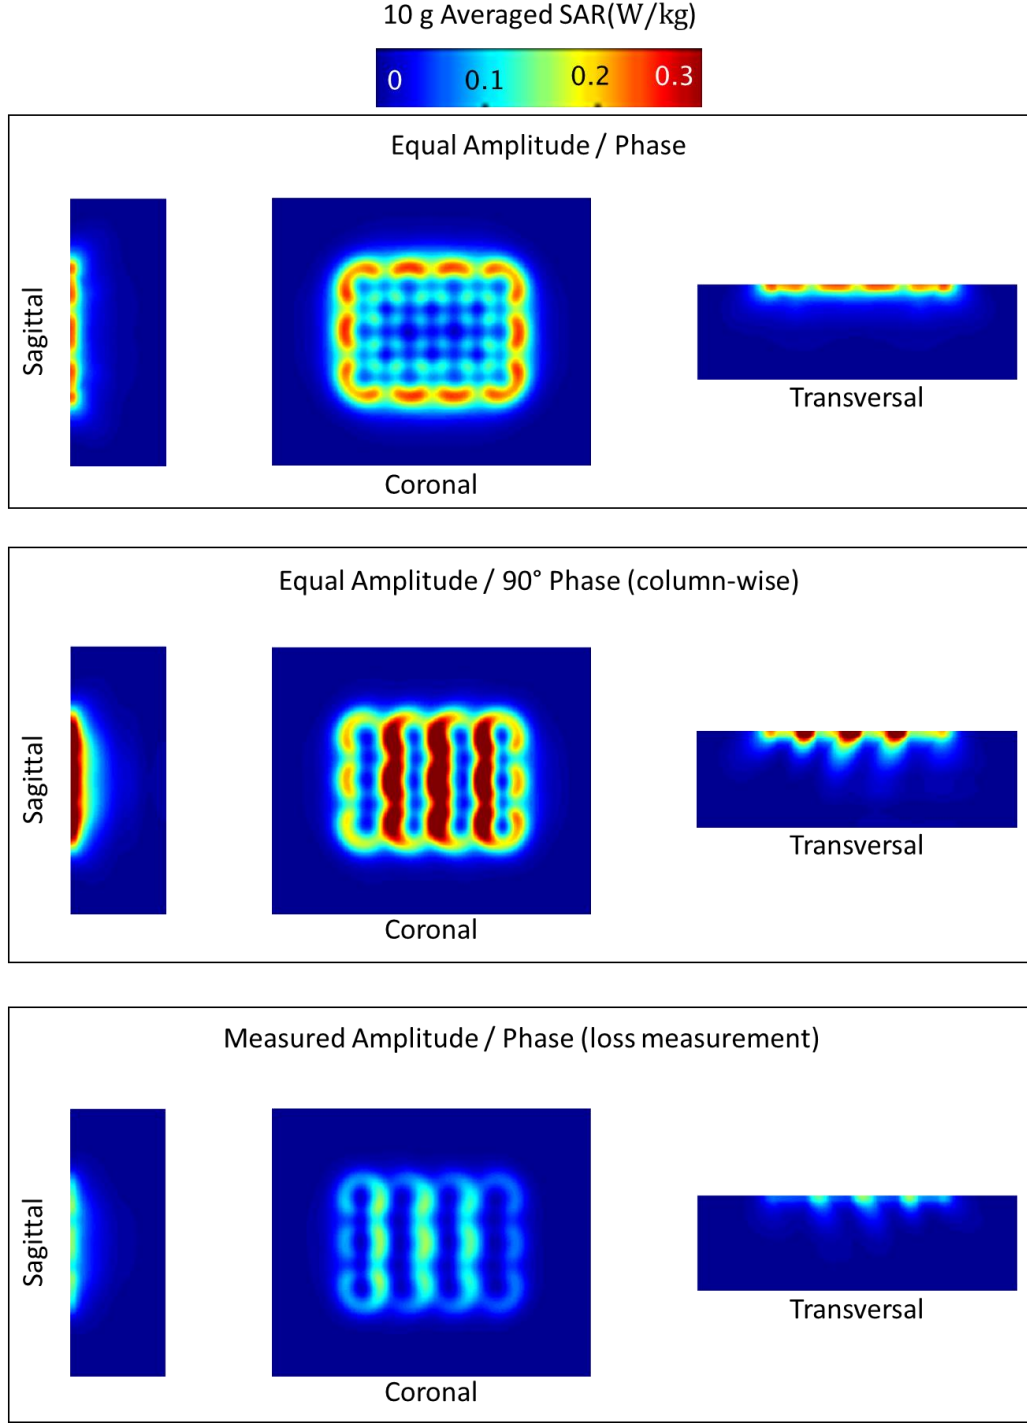 10 g Averaged SAR(W/kg)
0 0.1 0.2 0.3
Equal Amplitude / Phase
Sagittal
Coronal
Transversal
Equal Amplitude / 90° Phase (column-wise)
Sagittal
Coronal
Transversal
Measured Amplitude / Phase (loss measurement)
Sagittal
Coronal
Transversal